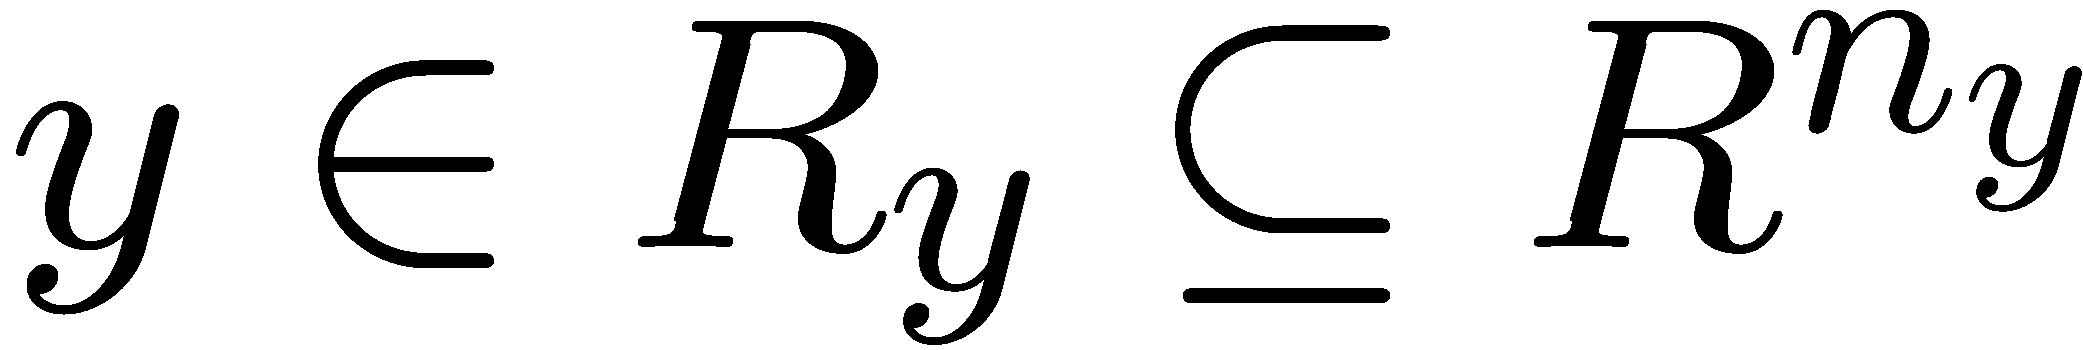 y ∈ R_y ⊆ R^{n_y}